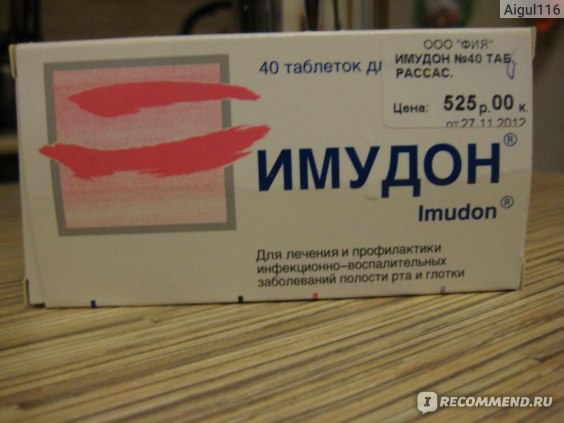 Aigul116
ООО "ФИЯ"
ИМУДОН №40 ТАБ.
РАССАС.
Цена: 525 р. 00 к.
от 27.11.2012
40 таблеток
ИМУДОН®
Imudon®
Для лечения и профилактики
инфекционно-воспалительных
заболеваний полости рта и глотки
IRECOMMEND.RU